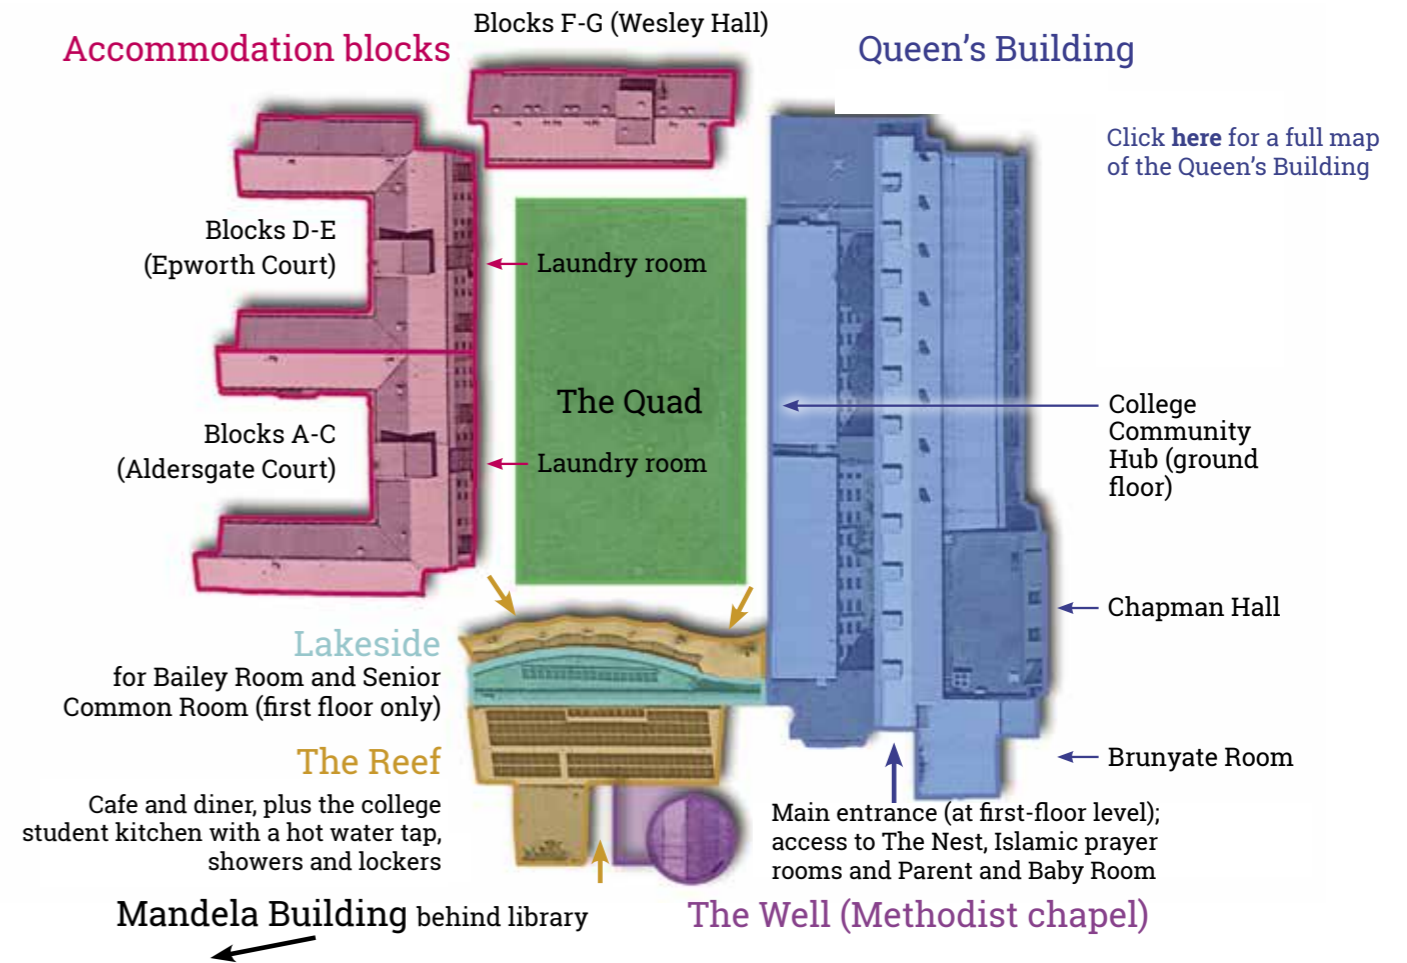 Blocks F-G (Wesley Hall)
Accommodation blocks
Queen's Building
Click here for a full map
of the Queen's Building
Blocks D-E
(Epworth Court)
Laundry room
The Quad
College
Community
Hub (ground
floor)
Blocks A-C
(Aldersgate Court)
Laundry room
Chapman Hall
Lakeside
for Bailey Room and Senior
Common Room (first floor only)
The Reef
Cafe and diner, plus the college
student kitchen with a hot water tap,
showers and lockers
Brunyate Room
Main entrance (at first-floor level);
access to The Nest, Islamic prayer
rooms and Parent and Baby Room
Mandela Building behind library
The Well (Methodist chapel)